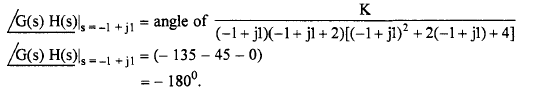 ∠G(s) H(s)|s = −1 + j1 = angle of K / (−1+j1)(−1+j1+2)[(−1+j1)² + 2(−1+j1)+4]
∠G(s) H(s)|s = −1 + j1 = (− 135 − 45 − 0)
= − 180⁰.